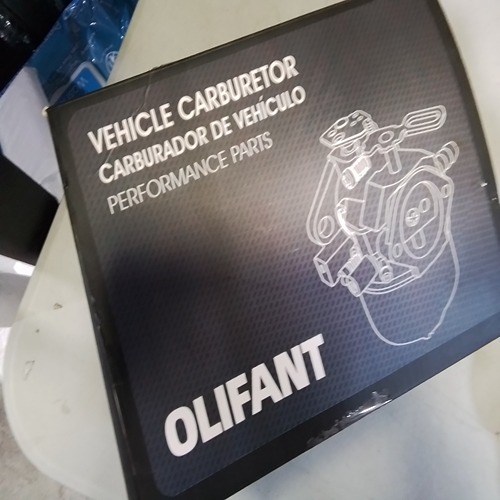 VEHICLE CARBURETOR
CARBURADOR DE VEHÍCULO
PERFORMANCE PARTS
OLIFANT